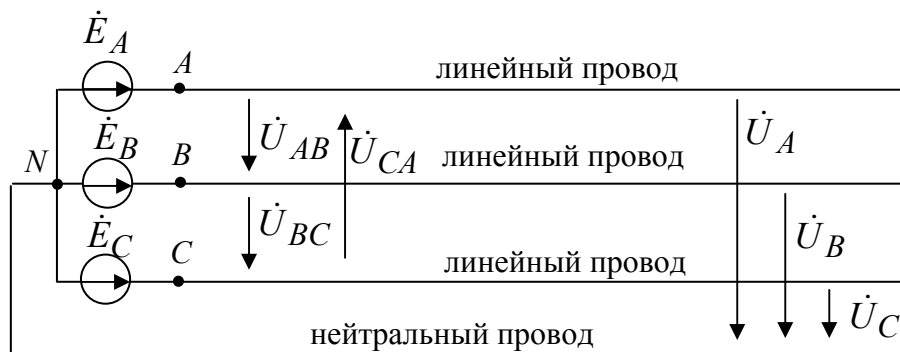 Ė_A
A
линейный провод
Ė_B
U̇_AB
U̇_CA
U̇_A
N
B
линейный провод
Ė_C
U̇_BC
U̇_B
C
линейный провод
U̇_C
нейтральный провод